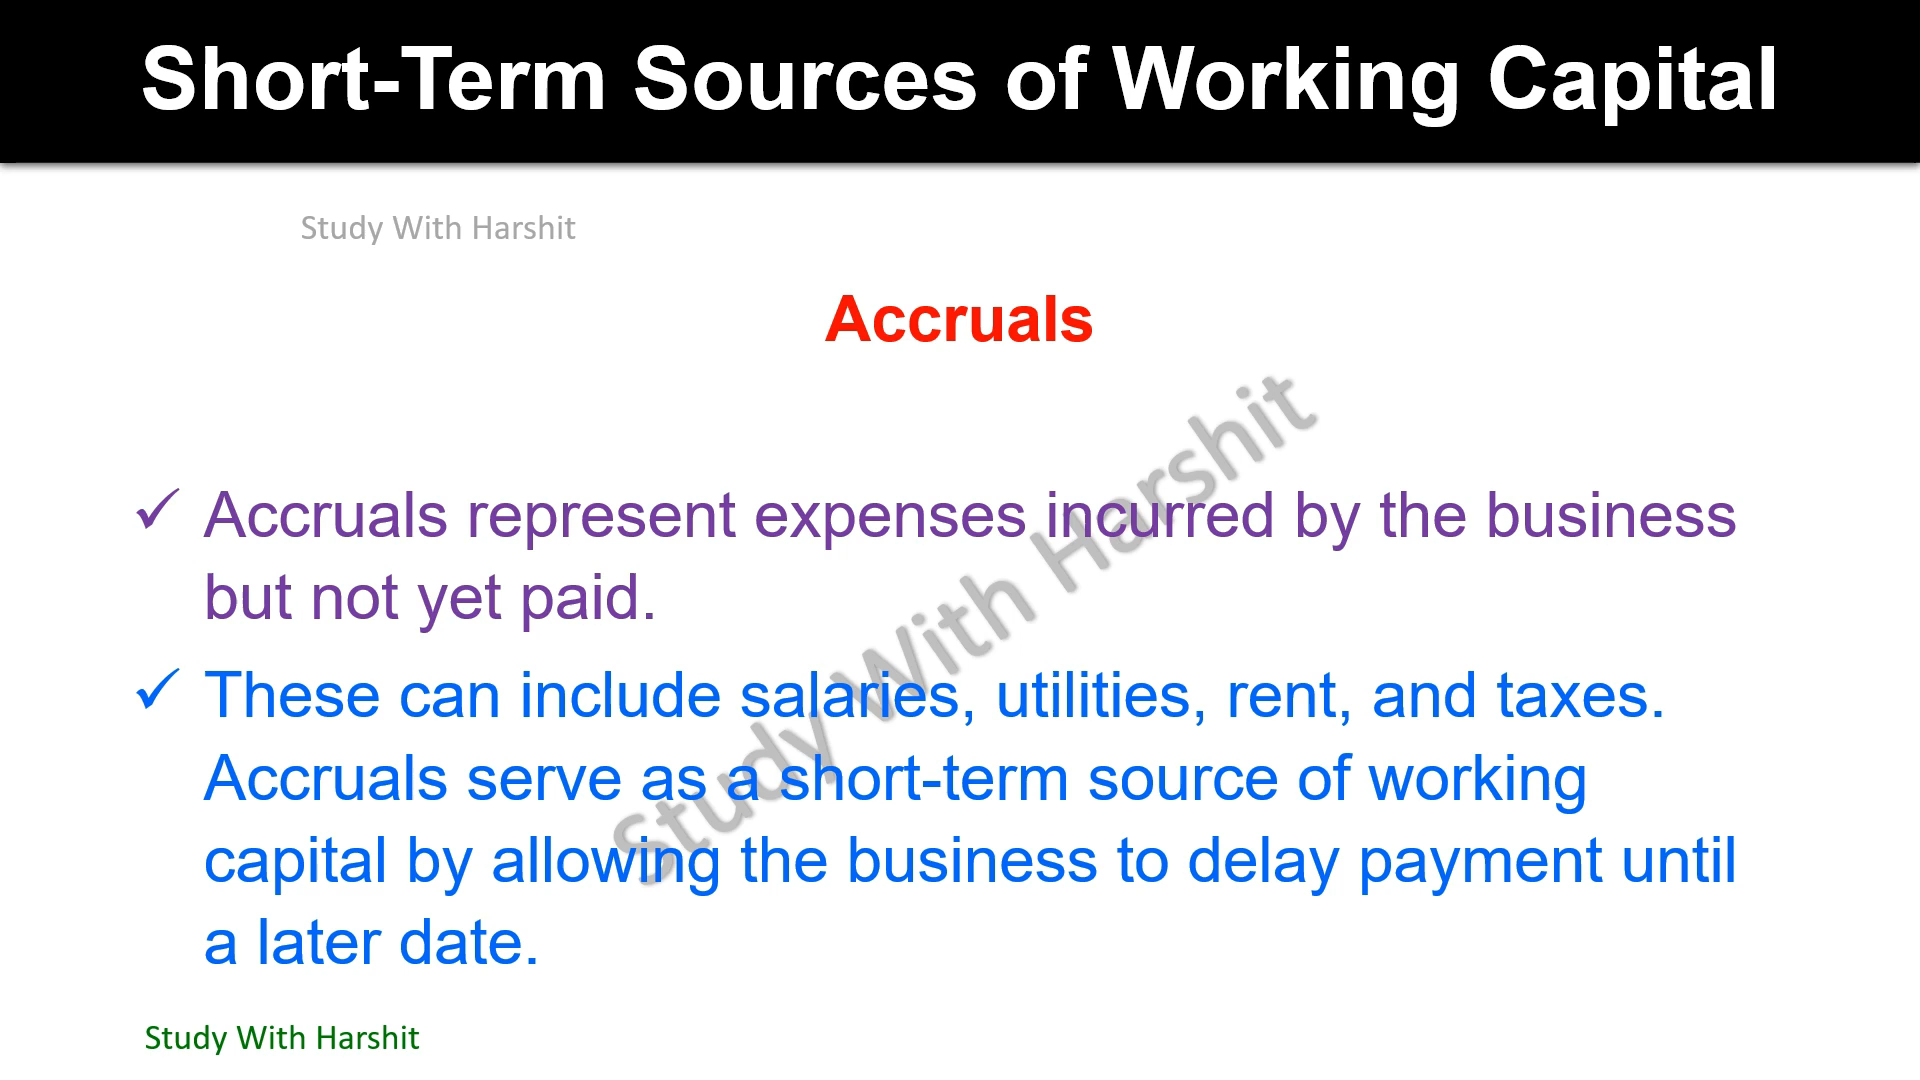 Short-Term Sources of Working Capital
Study With Harshit
Accruals
✓ Accruals represent expenses incurred by the business
but not yet paid.
✓ These can include salaries, utilities, rent, and taxes.
Accruals serve as a short-term source of working
capital by allowing the business to delay payment until
a later date.
Study With Harshit
Study With Harshit